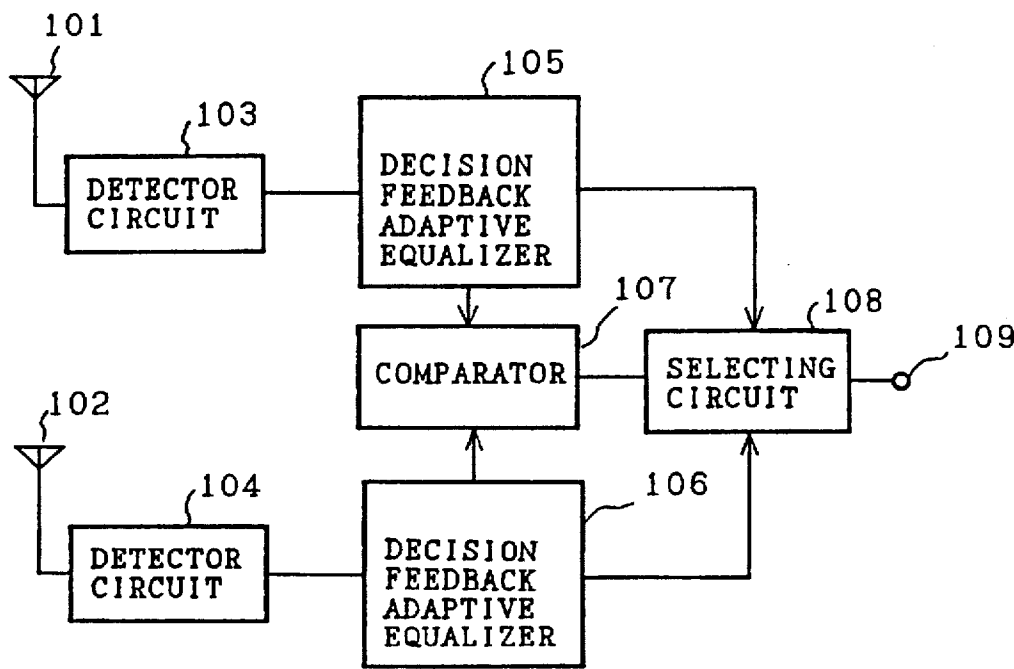 101
105
103
DECISION
FEEDBACK
ADAPTIVE
EQUALIZER
DETECTOR
CIRCUIT
107
108
109
COMPARATOR
SELECTING
CIRCUIT
102
104
106
DECISION
FEEDBACK
ADAPTIVE
EQUALIZER
DETECTOR
CIRCUIT